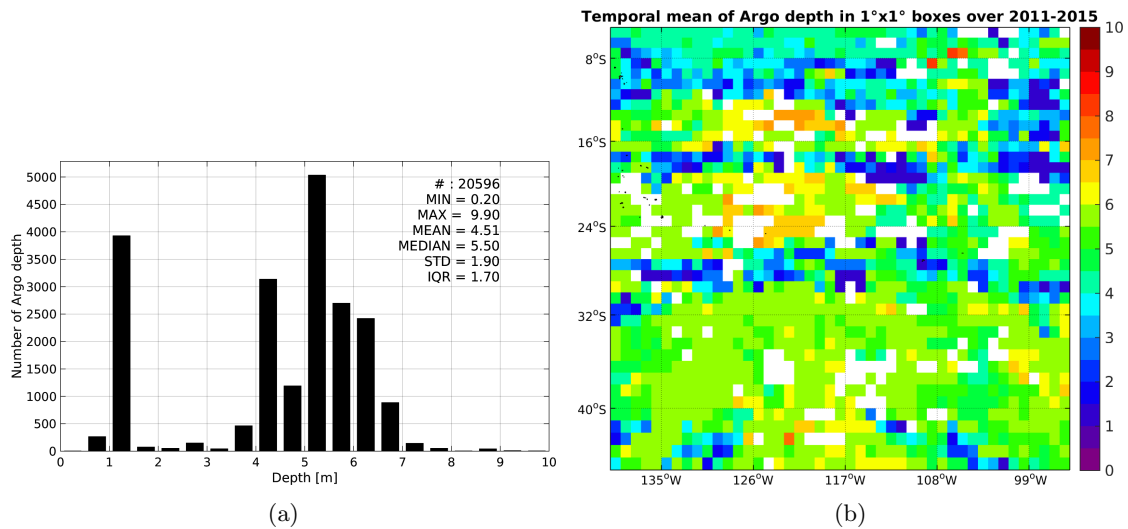 Temporal mean of Argo depth in 1°x1° boxes over 2011-2015
5000
4500
4000
3500
3000
2500
2000
1500
1000
500
0
Number of Argo depth
# : 20596
MIN = 0.20
MAX = 9.90
MEAN = 4.51
MEDIAN = 5.50
STD = 1.90
IQR = 1.70
0 1 2 3 4 5 6 7 8 9 10
Depth [m]
(a)
8°S
16°S
24°S
32°S
40°S
135°W 126°W 117°W 108°W 99°W
10
9
8
7
6
5
4
3
2
1
0
(b)